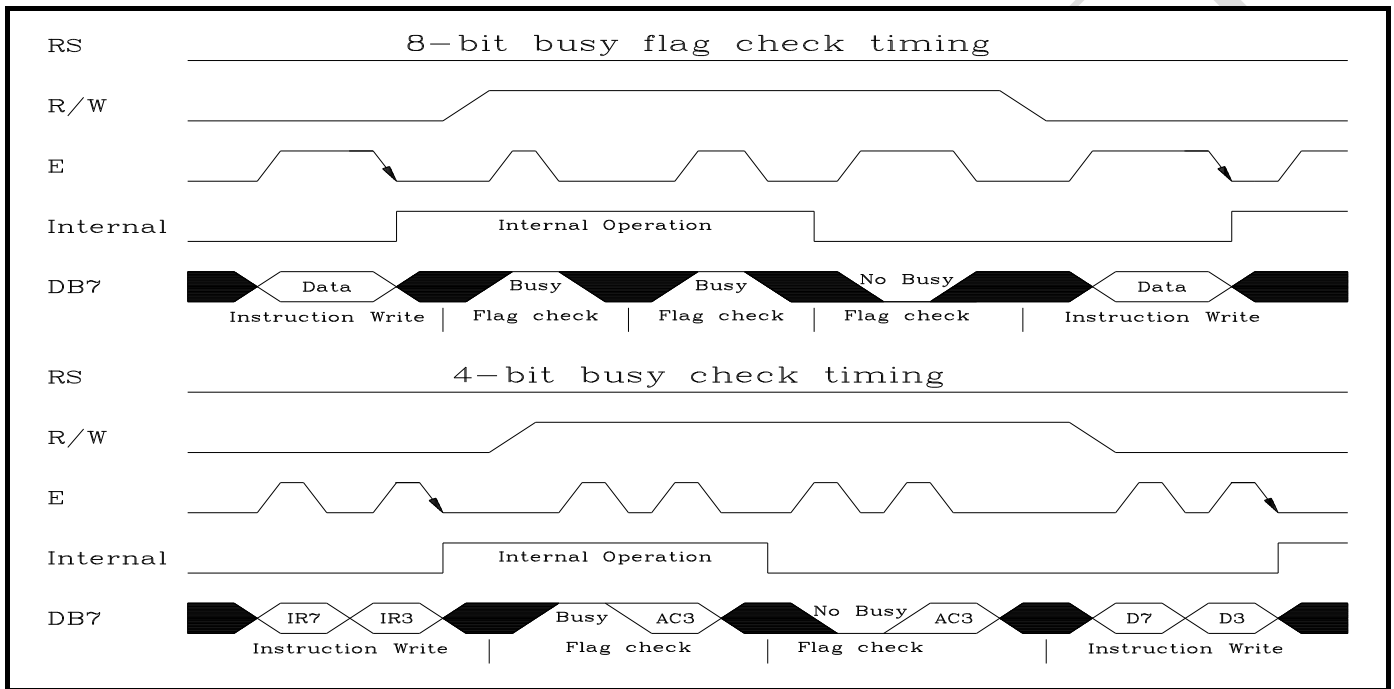 RS 8-bit busy flag check timing
R/W
E
Internal Internal Operation
DB7 Data Busy Busy No Busy Data
Instruction Write Flag check Flag check Flag check Instruction Write
RS 4-bit busy check timing
R/W
E
Internal Internal Operation
DB7 IR7 IR3 Busy AC3 No Busy AC3 D7 D3
Instruction Write Flag check Flag check Instruction Write